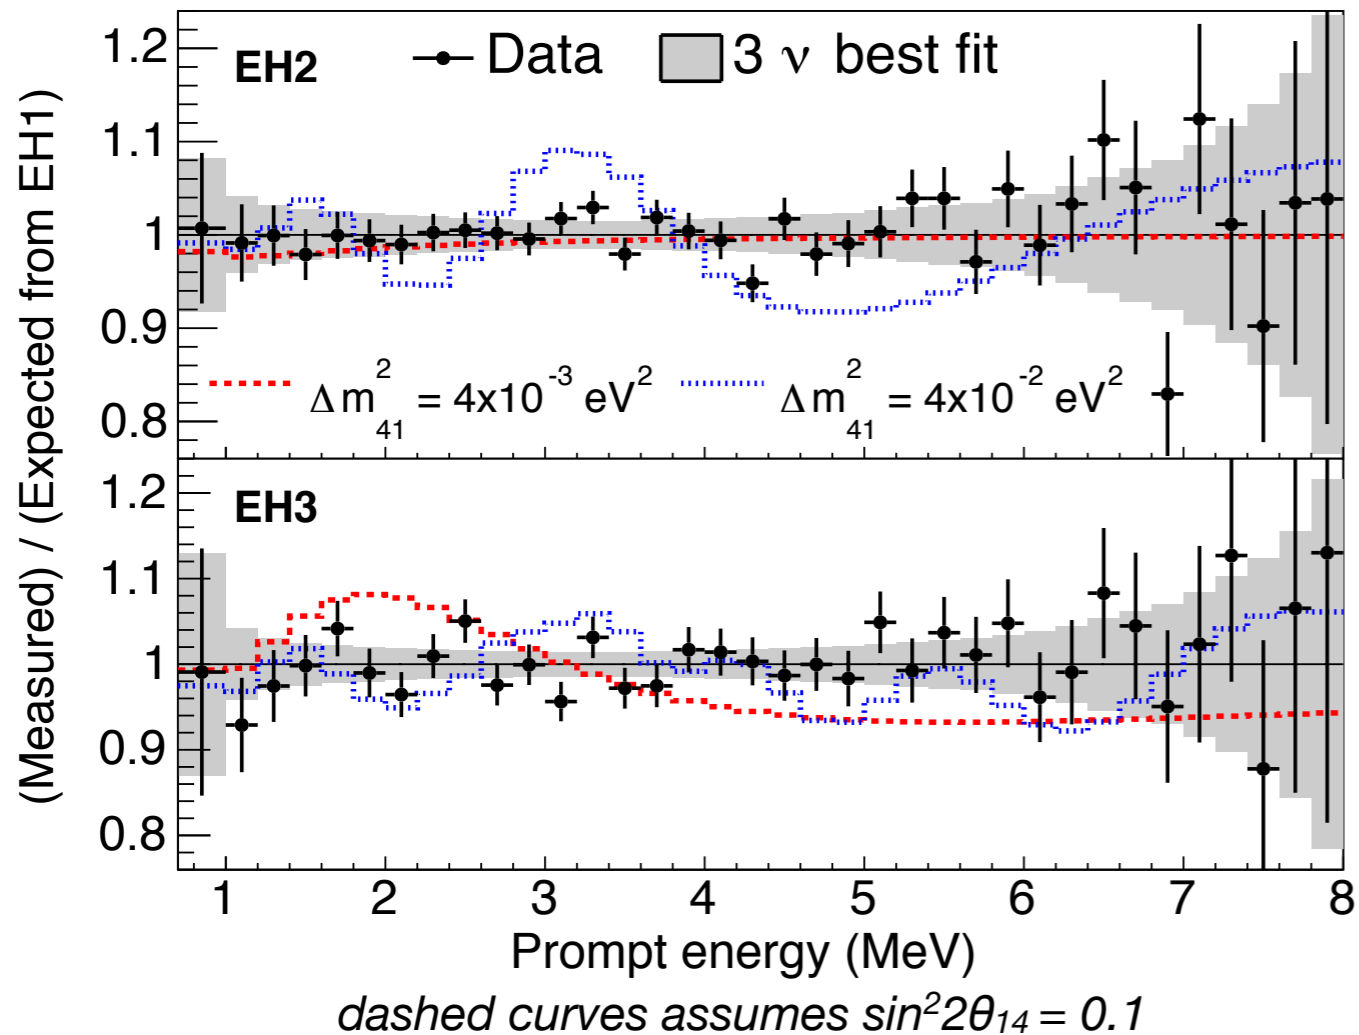 (Measured) / (Expected from EH1)
EH2 Data 3 ν best fit
1.2
1.1
1
0.9
0.8
Δm²₄₁ = 4x10⁻³ eV² Δm²₄₁ = 4x10⁻² eV²
EH3
1.2
1.1
1
0.9
0.8
1 2 3 4 5 6 7 8
Prompt energy (MeV)
dashed curves assumes sin²2θ₁₄ = 0.1